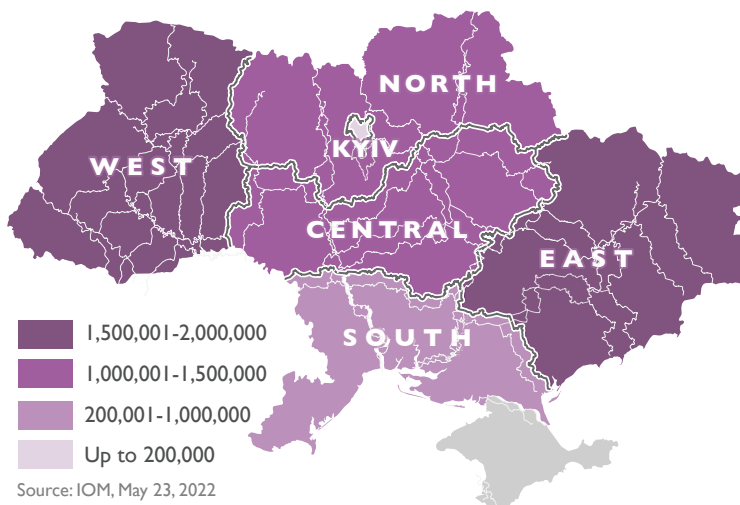 NORTH
KYIV
WEST
CENTRAL
EAST
SOUTH
1,500,001-2,000,000
1,000,001-1,500,000
200,001-1,000,000
Up to 200,000
Source: IOM, May 23, 2022